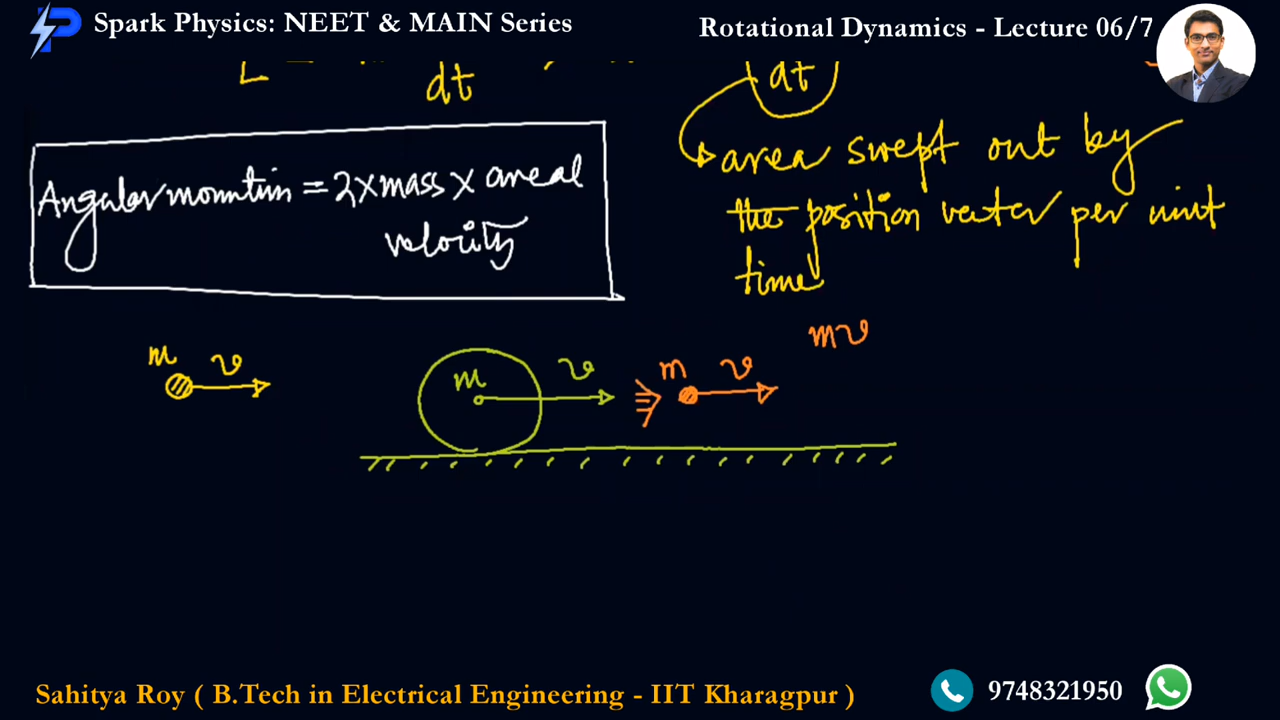 Spark Physics: NEET & MAIN Series
Rotational Dynamics - Lecture 06/7
L =
dt
dt
Angular momntim = 2 x mass x areal
velocity
area swept out by
the position vector per unit
time
m v
m v
m v
mv
Sahitya Roy ( B.Tech in Electrical Engineering - IIT Kharagpur )
9748321950